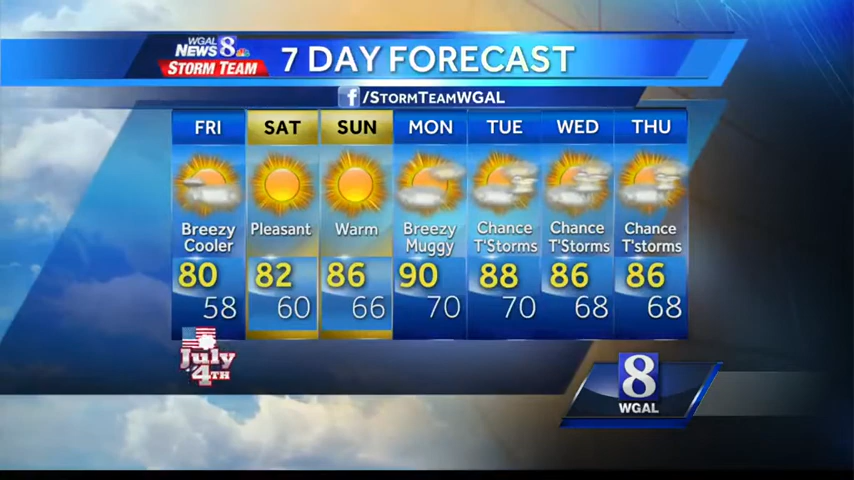 WGAL
NEWS 8
STORM TEAM
7 DAY FORECAST
f/STORMTEAMWGAL
FRI SAT SUN MON TUE WED THU
Breezy Cooler Pleasant Warm Breezy Muggy Chance T'Storms Chance T'Storms Chance T'storms
80 82 86 90 88 86 86
58 60 66 70 70 68 68
July
4TH
8
WGAL